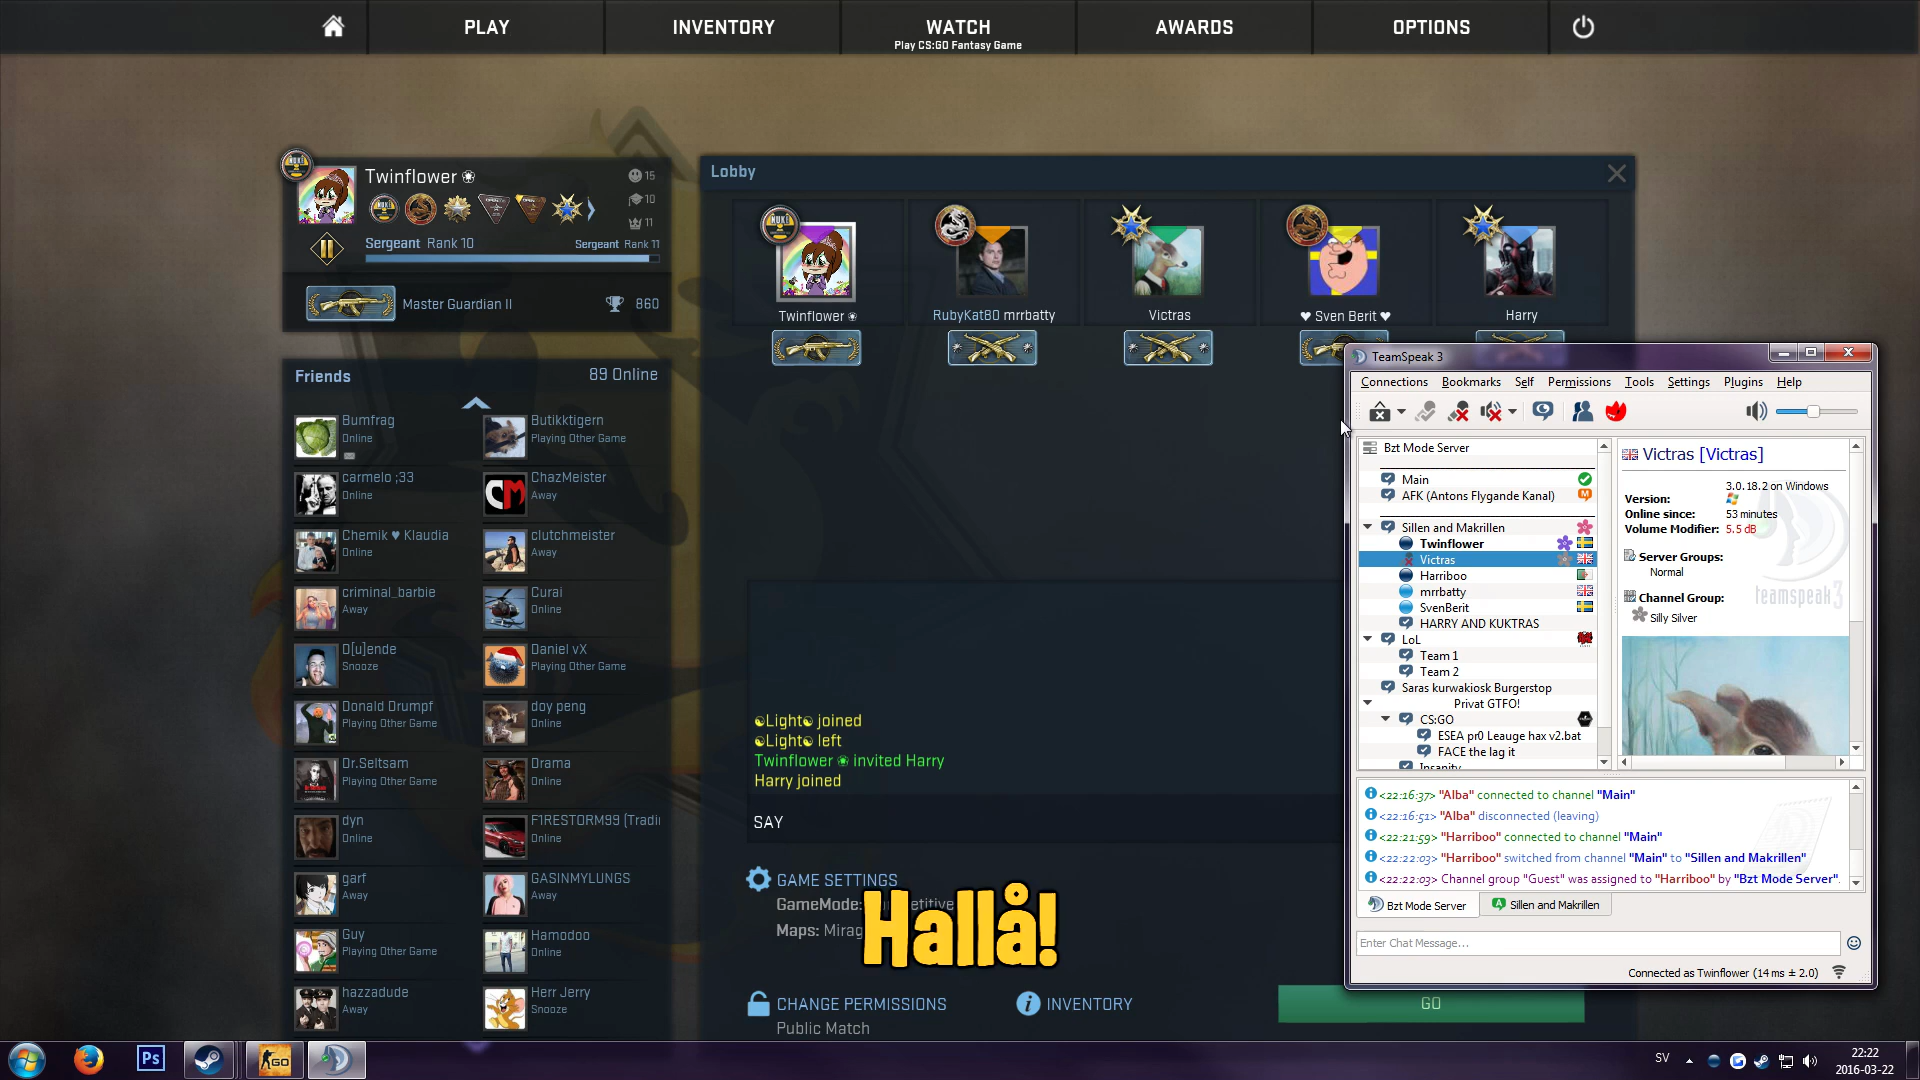 PLAY
INVENTORY
WATCH
Play CS:GO Fantasy Game
AWARDS
OPTIONS
Twinflower
15
10
11
Sergeant Rank 10
Sergeant Rank 11
Master Guardian II
860
Friends
89 Online
Bumfrag
Online
Butikktigern
Playing Other Game
carmelo ;33
Online
ChazMeister
Away
Chemik ♥ Klaudia
Online
clutchmeister
Away
criminal_barbie
Away
Curai
Online
D[u]ende
Snooze
Daniel vX
Playing Other Game
Donald Drumpf
Playing Other Game
doy peng
Online
Dr.Seltsam
Playing Other Game
Drama
Online
dyn
Online
F1RESTORM99 (Tradi
Online
garf
Away
GASINMYLUNGS
Away
Guy
Playing Other Game
Hamodoo
Online
hazzadude
Away
Herr Jerry
Snooze
Lobby
Twinflower
RubyKat80 mrrbatty
Victras
♥ Sven Berit ♥
Harry
☯Light☯ joined
☯Light☯ left
Twinflower invited Harry
Harry joined
SAY
GAME SETTINGS
GameMode:
Maps:
Hallå!
CHANGE PERMISSIONS
Public Match
INVENTORY
GO
TeamSpeak 3
Connections Bookmarks Self Permissions Tools Settings Plugins Help
Bzt Mode Server
Main
AFK (Antons Flygande Kanal)
Sillen and Makrillen
Twinflower
Victras
Harriboo
mrrbatty
SvenBerit
HARRY AND KUKTRAS
LoL
Team 1
Team 2
Saras kurwakiosk Burgerstop
Privat GTFO!
CS:GO
ESEA pr0 Leauge hax v2.bat
FACE the lag it
Insanity
Victras [Victras]
Version: 3.0.18.2 on Windows
Online since: 53 minutes
Volume Modifier: 5.5 dB
Server Groups:
Normal
Channel Group:
Silly Silver
teamspeak3
<22:16:37> "Alba" connected to channel "Main"
<22:16:51> "Alba" disconnected (leaving)
<22:21:59> "Harriboo" connected to channel "Main"
<22:22:03> "Harriboo" switched from channel "Main" to "Sillen and Makrillen"
<22:22:03> Channel group "Guest" was assigned to "Harriboo" by "Bzt Mode Server".
Bzt Mode Server
Sillen and Makrillen
Enter Chat Message...
Connected as Twinflower (14 ms ± 2.0)
Ps
GO
SV
22:22
2016-03-22